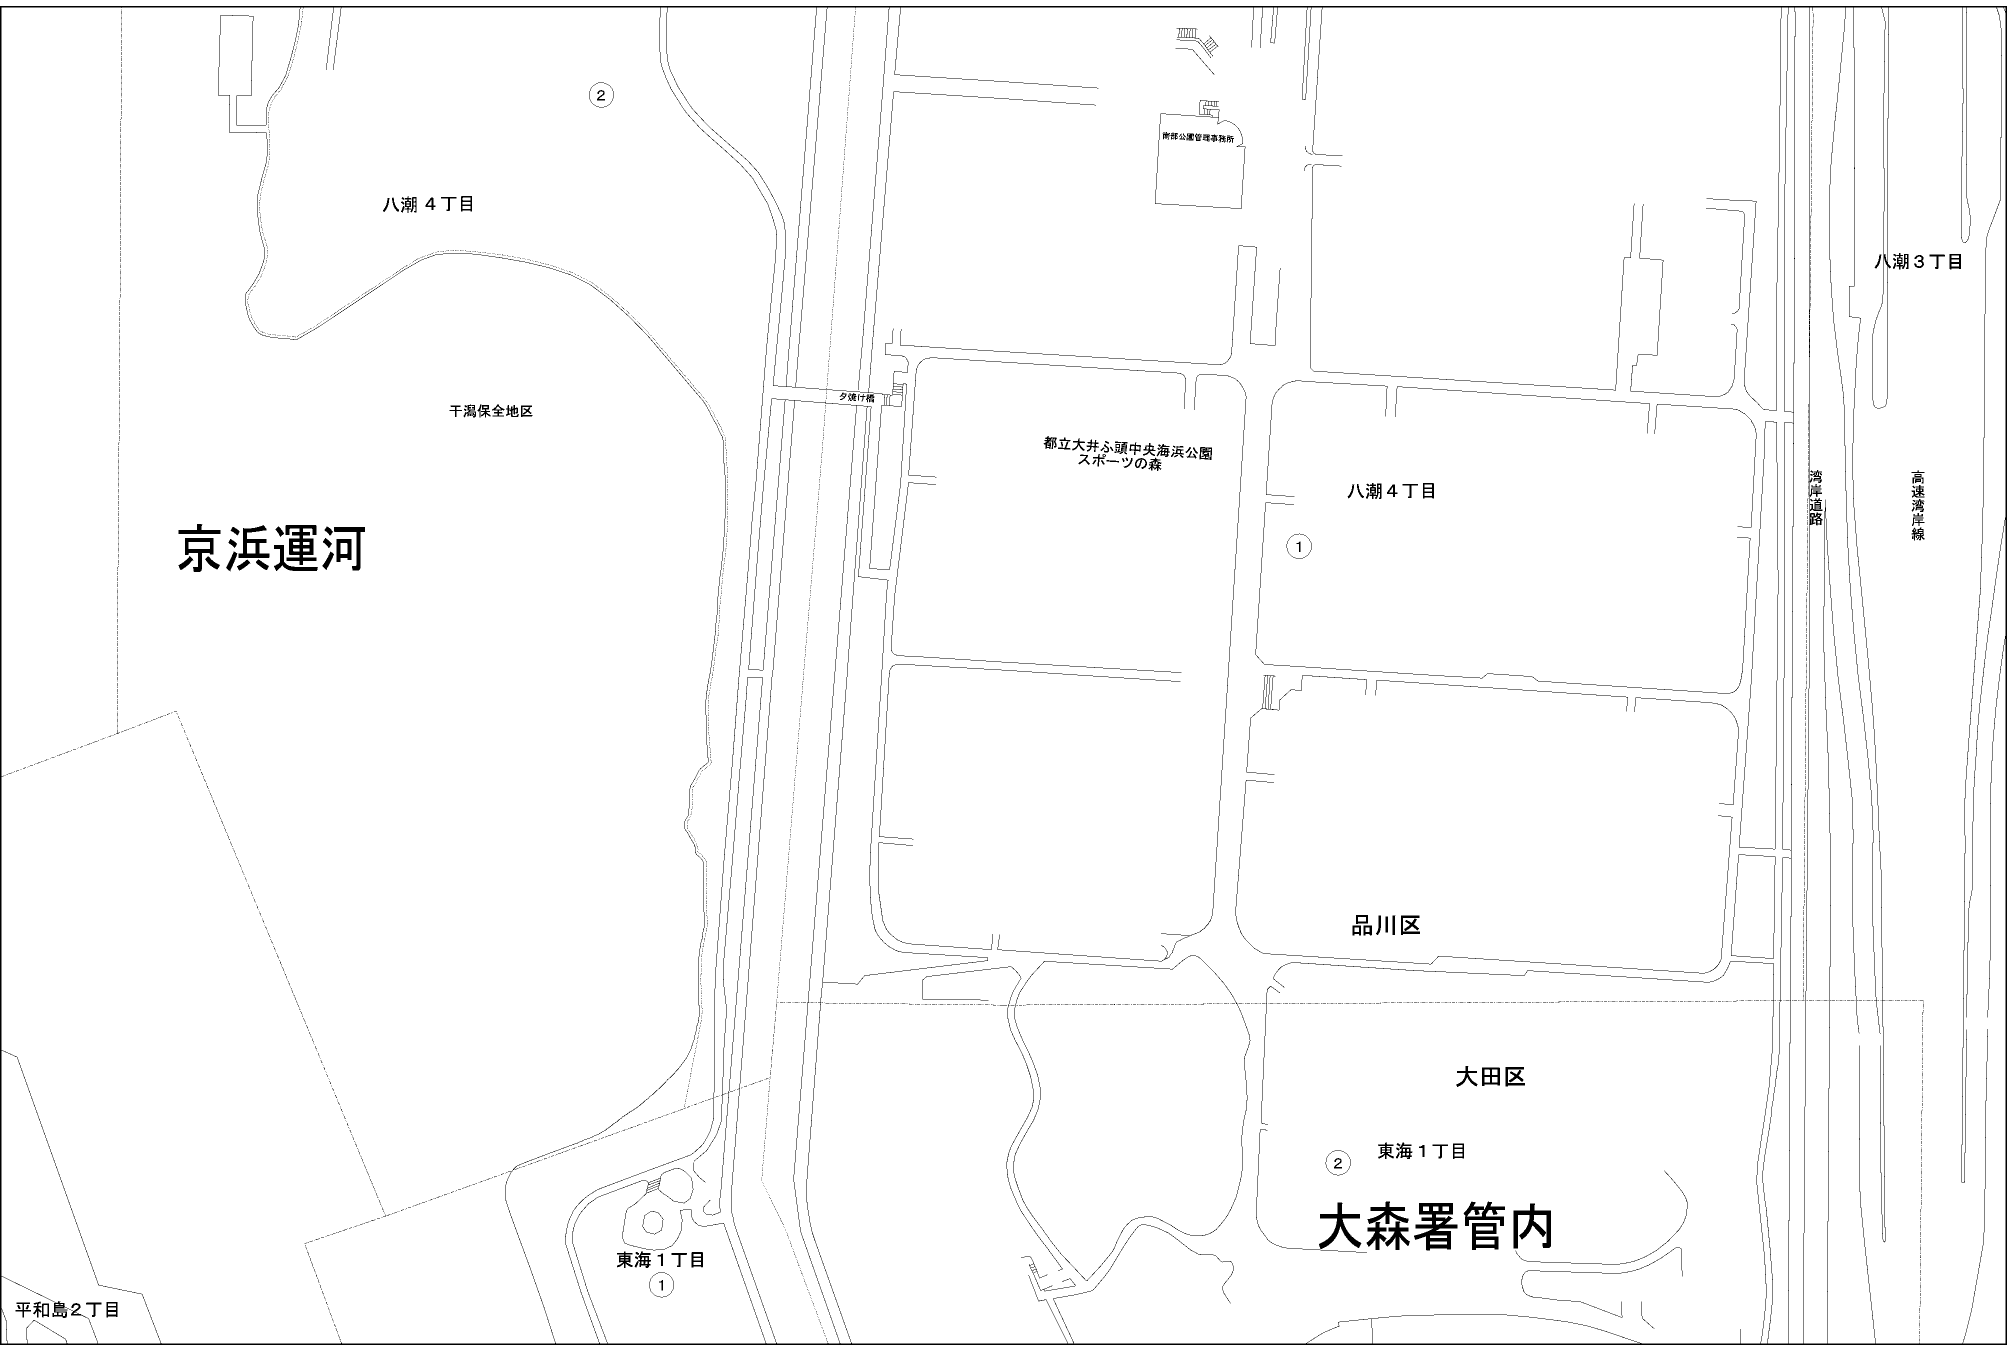 ②
南部公園管理事務所
八潮４丁目
八潮３丁目
夕焼け橋
干潟保全地区
都立大井ふ頭中央海浜公園
スポーツの森
八潮４丁目
湾岸道路
高速湾岸線
京浜運河
①
品川区
大田区
東海１丁目
②
大森署管内
東海１丁目
①
平和島２丁目